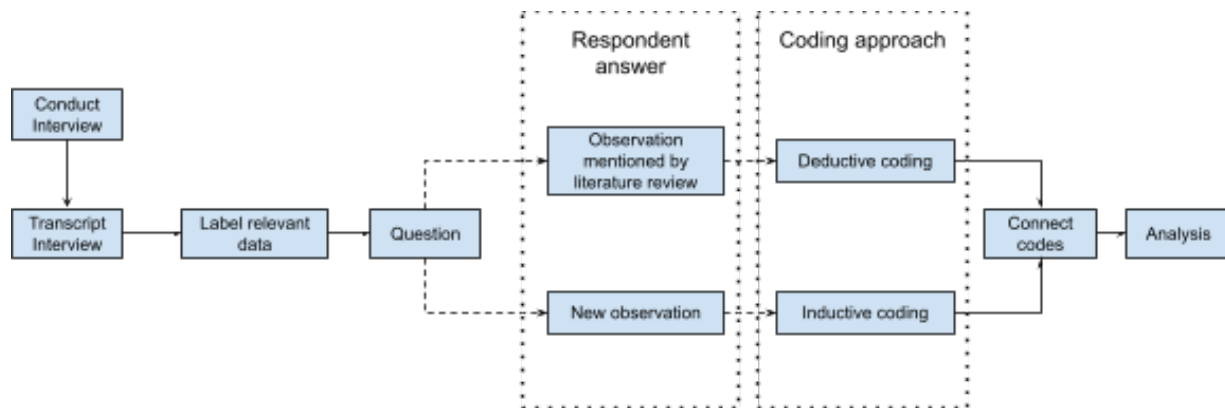 Respondent
answer
Coding approach
Conduct
Interview
Observation
mentioned by
literature review
Deductive coding
Transcript
Interview
Label relevant
data
Question
Connect
codes
Analysis
New observation
Inductive coding